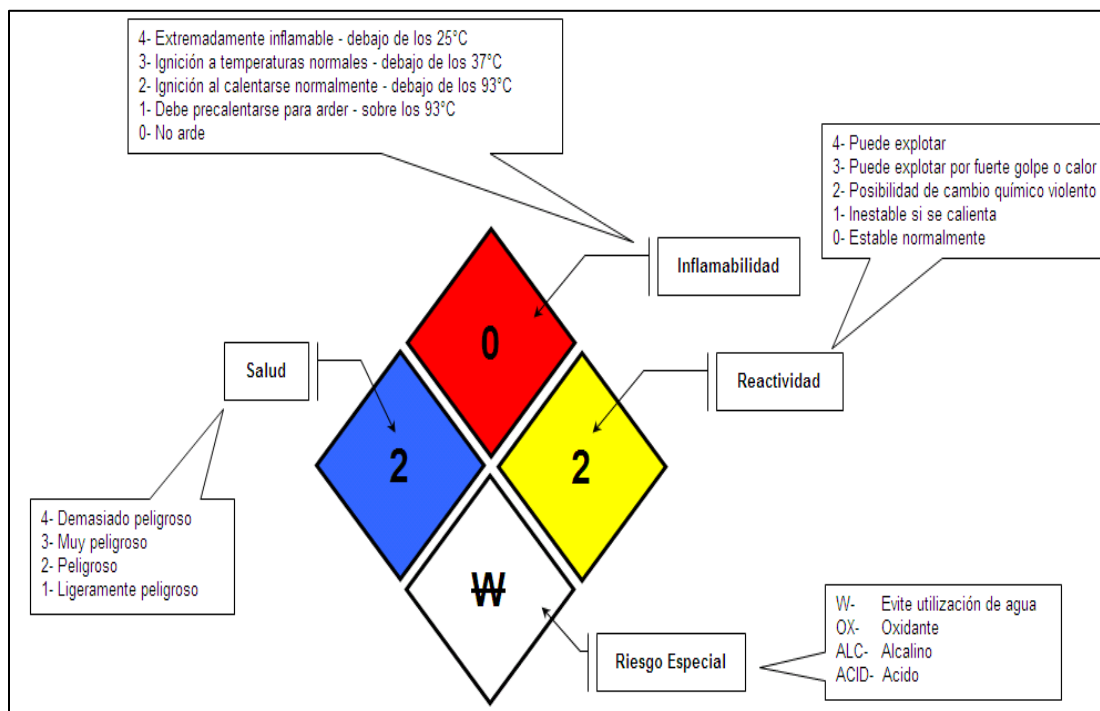 4- Extremadamente inflamable - debajo de los 25°C
3- Ignición a temperaturas normales - debajo de los 37°C
2- Ignición al calentarse normalmente - debajo de los 93°C
1- Debe precalentarse para arder - sobre los 93°C
0- No arde
4- Puede explotar
3- Puede explotar por fuerte golpe o calor
2- Posibilidad de cambio químico violento
1- Inestable si se calienta
0- Estable normalmente
Inflamabilidad
0
Salud
Reactividad
2
2
4- Demasiado peligroso
3- Muy peligroso
2- Peligroso
1- Ligeramente peligroso
W
Riesgo Especial
W- Evite utilización de agua
OX- Oxidante
ALC- Alcalino
ACID- Acido